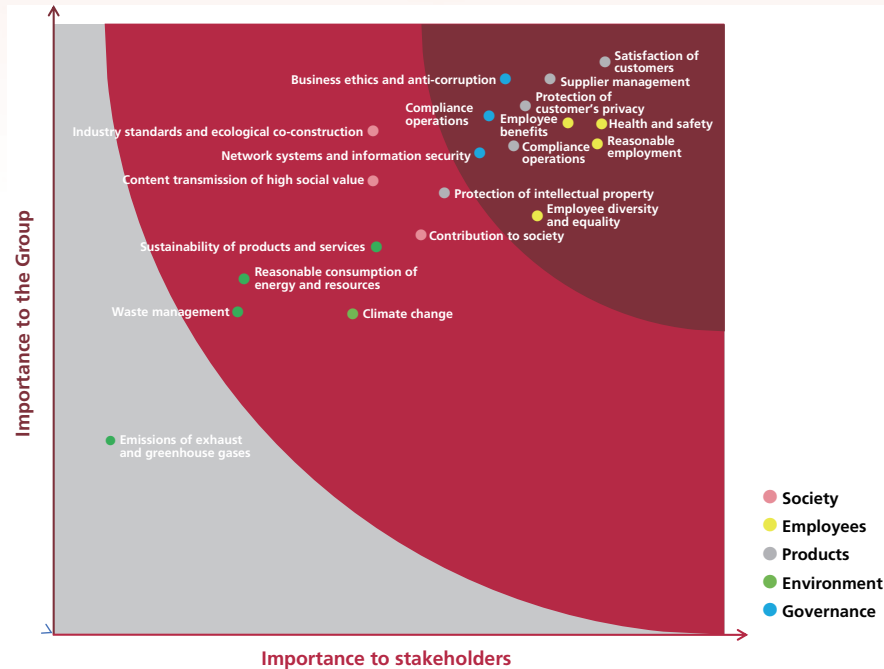 Satisfaction of
customers
Business ethics and anti-corruption
Supplier management
Protection of
customer's privacy
Compliance
operations
Employee
benefits
Health and safety
Industry standards and ecological co-construction
Reasonable
employment
Compliance
operations
Network systems and information security
Content transmission of high social value
Protection of intellectual property
Employee diversity
and equality
Contribution to society
Sustainability of products and services
Reasonable consumption of
energy and resources
Waste management
Climate change
Emissions of exhaust
and greenhouse gases
Importance to the Group
Importance to stakeholders
Society
Employees
Products
Environment
Governance